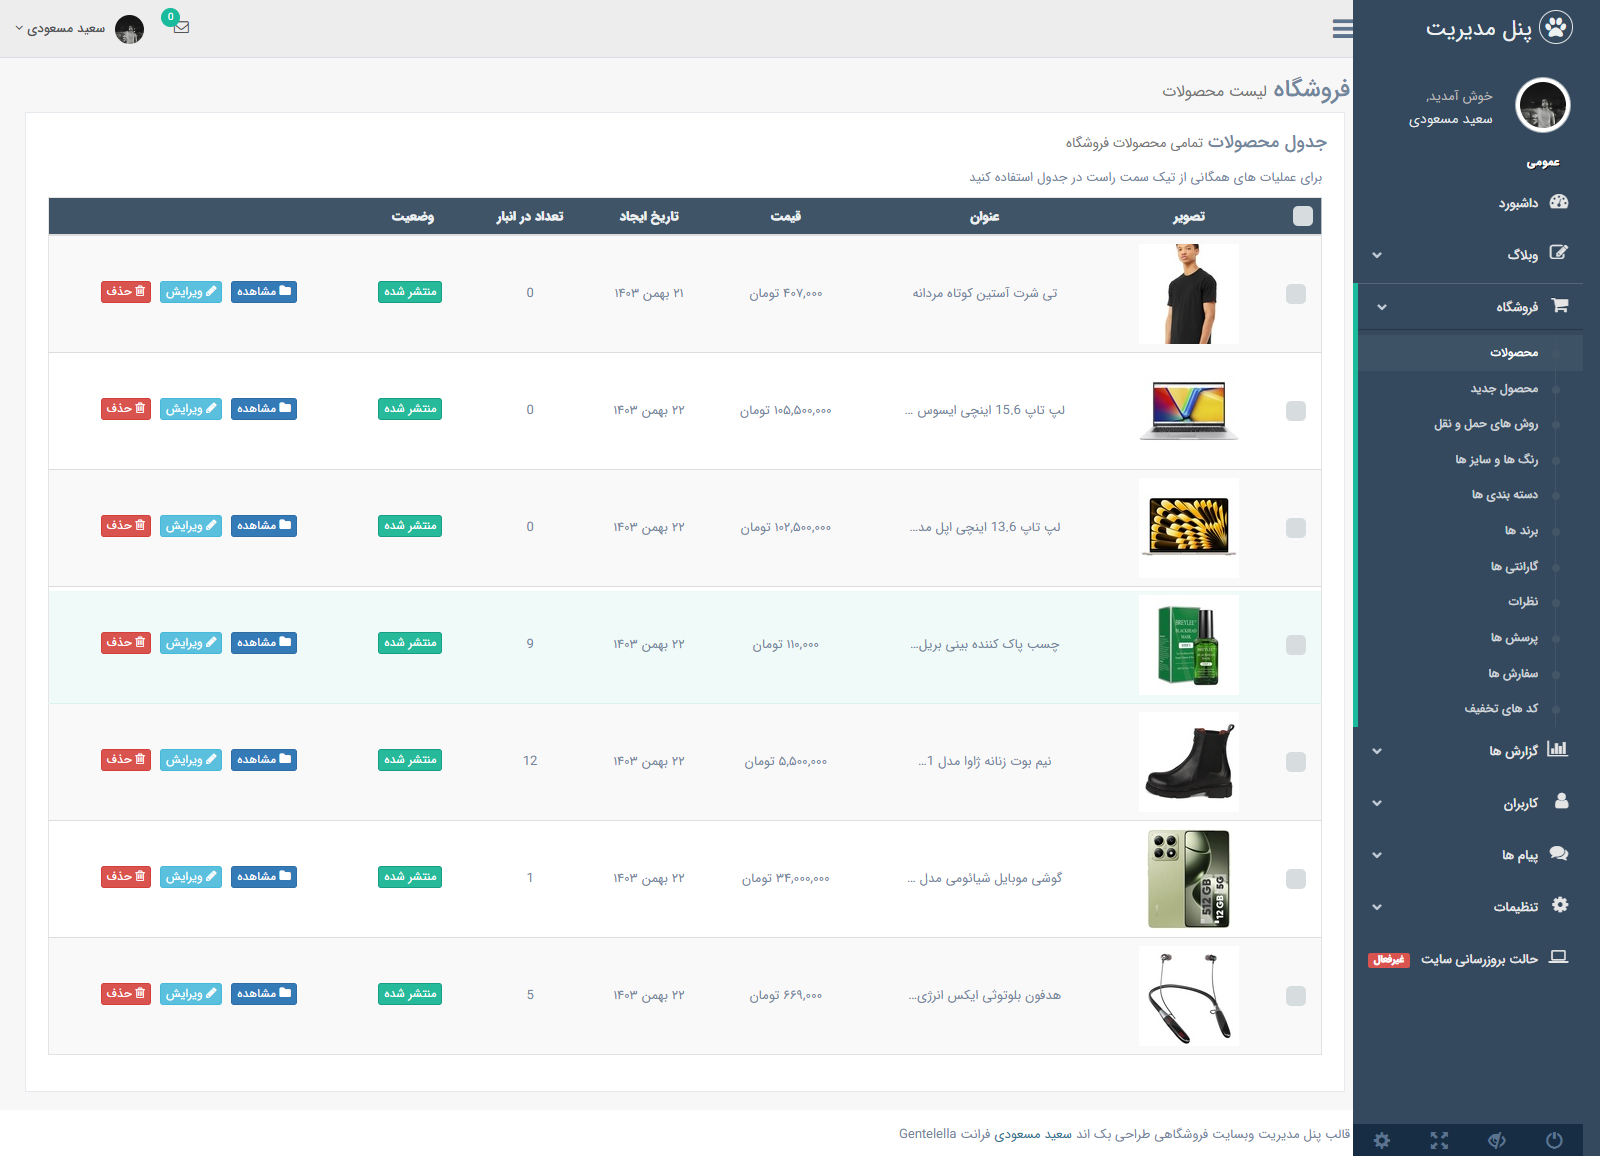 پنل مدیریت
خوش آمدید,
سعید مسعودی
عمومی
داشبورد
وبلاگ
فروشگاه
محصولات
محصول جدید
روش های حمل و نقل
رنگ ها و سایز ها
دسته بندی ها
برند ها
گارانتی ها
نظرات
پرسش ها
سفارش ها
کد های تخفیف
گزارش ها
کاربران
پیام ها
تنظیمات
حالت بروزرسانی سایت غیرفعال
0
سعید مسعودی
فروشگاه لیست محصولات
جدول محصولات تمامی محصولات فروشگاه
برای عملیات های همگانی از تیک سمت راست در جدول استفاده کنید
تصویر عنوان قیمت تاریخ ایجاد تعداد در انبار وضعیت
تی شرت آستین کوتاه مردانه ۴۰۷,۰۰۰ تومان ۲۱ بهمن ۱۴۰۳ 0 منتشر شده مشاهده ویرایش حذف
لپ تاپ 15.6 اینچی ایسوس ... ۱۰۵,۵۰۰,۰۰۰ تومان ۲۲ بهمن ۱۴۰۳ 0 منتشر شده مشاهده ویرایش حذف
لپ تاپ 13.6 اینچی اپل مد... ۱۰۲,۵۰۰,۰۰۰ تومان ۲۲ بهمن ۱۴۰۳ 0 منتشر شده مشاهده ویرایش حذف
BREYLEE
BLACKHEAD
MASK
چسب پاک کننده بینی بریل... ۱۱۰,۰۰۰ تومان ۲۲ بهمن ۱۴۰۳ 9 منتشر شده مشاهده ویرایش حذف
نیم بوت زنانه ژاوا مدل 1... ۵,۵۰۰,۰۰۰ تومان ۲۲ بهمن ۱۴۰۳ 12 منتشر شده مشاهده ویرایش حذف
512 GB
12 GB 5G
گوشی موبایل شیائومی مدل ... ۳۴,۰۰۰,۰۰۰ تومان ۲۲ بهمن ۱۴۰۳ 1 منتشر شده مشاهده ویرایش حذف
هدفون بلوتوثی ایکس انرژی... ۶۶۹,۰۰۰ تومان ۲۲ بهمن ۱۴۰۳ 5 منتشر شده مشاهده ویرایش حذف
قالب پنل مدیریت وبسایت فروشگاهی طراحی بک اند سعید مسعودی فرانت Gentelella